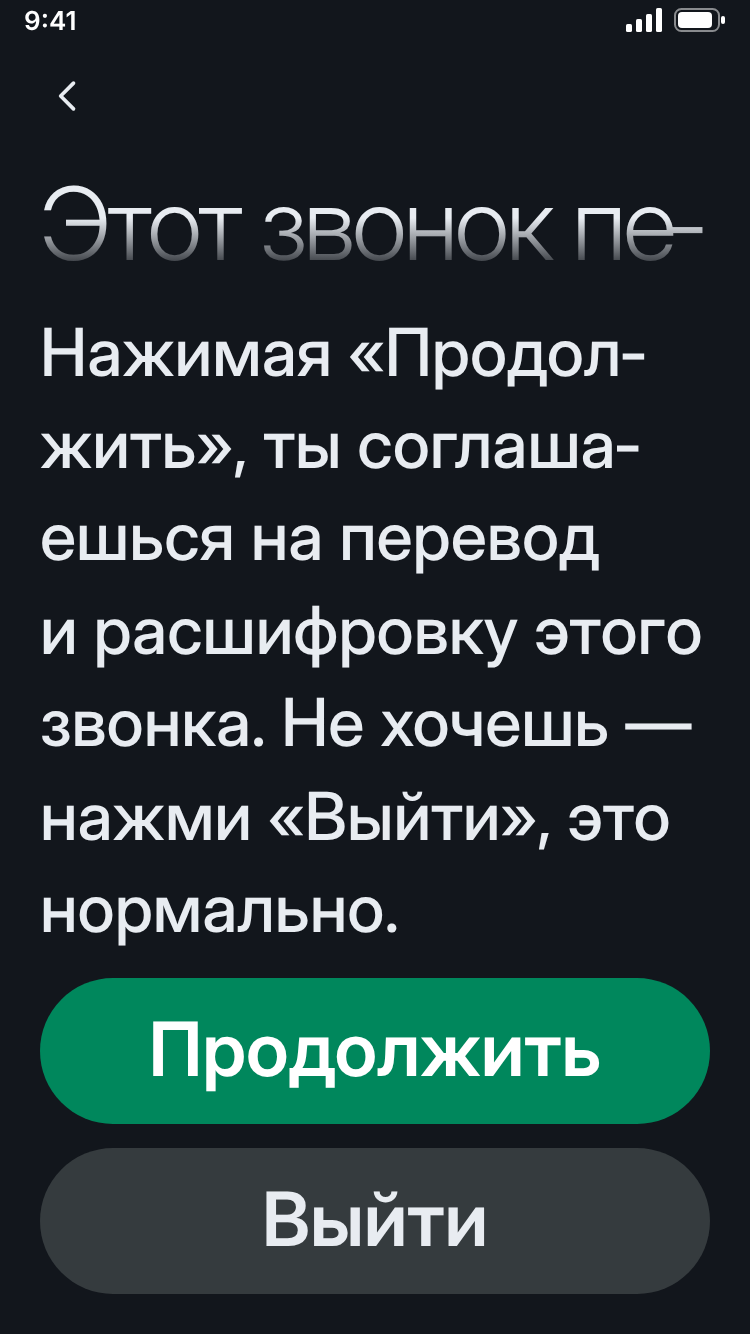 9:41
Этот звонок пе-
Нажимая «Продол-
жить», ты соглаша-
ешься на перевод
и расшифровку этого
звонка. Не хочешь —
нажми «Выйти», это
нормально.
Продолжить
Выйти